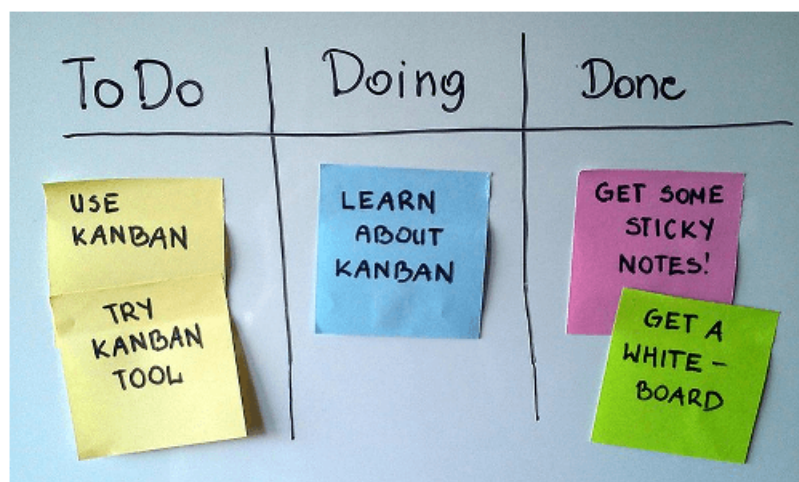 To Do
Doing
Done
USE
KANBAN
TRY
KANBAN
TOOL
LEARN
ABOUT
KANBAN
GET SOME
STICKY
NOTES!
GET A
WHITE-
BOARD